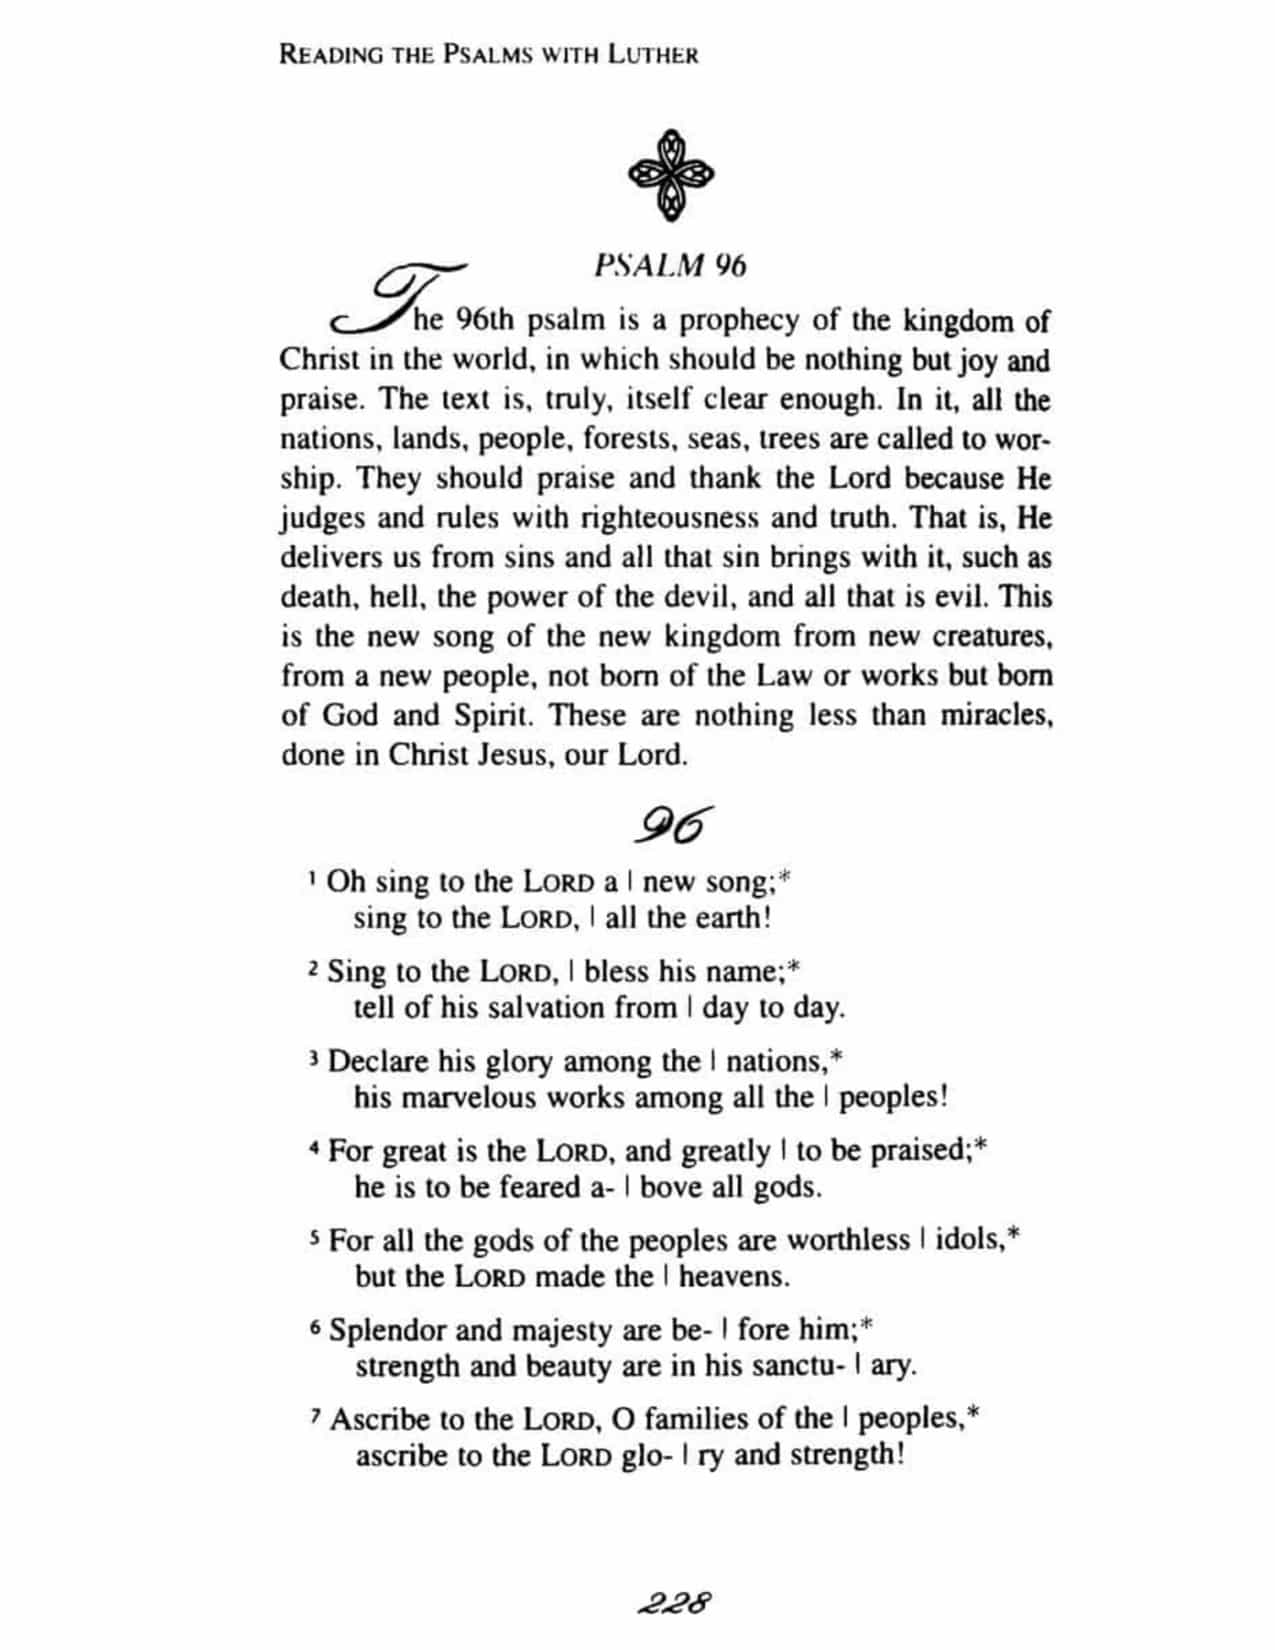 READING THE PSALMS WITH LUTHER
PSALM 96
The 96th psalm is a prophecy of the kingdom of
Christ in the world, in which should be nothing but joy and
praise. The text is, truly, itself clear enough. In it, all the
nations, lands, people, forests, seas, trees are called to wor-
ship. They should praise and thank the Lord because He
judges and rules with righteousness and truth. That is, He
delivers us from sins and all that sin brings with it, such as
death, hell, the power of the devil, and all that is evil. This
is the new song of the new kingdom from new creatures,
from a new people, not born of the Law or works but born
of God and Spirit. These are nothing less than miracles,
done in Christ Jesus, our Lord.
96
1 Oh sing to the LORD a | new song;*
sing to the LORD, | all the earth!
2 Sing to the LORD, | bless his name;*
tell of his salvation from | day to day.
3 Declare his glory among the | nations,*
his marvelous works among all the | peoples!
4 For great is the LORD, and greatly | to be praised;*
he is to be feared a- | bove all gods.
5 For all the gods of the peoples are worthless | idols,*
but the LORD made the | heavens.
6 Splendor and majesty are be- | fore him;*
strength and beauty are in his sanctu- | ary.
7 Ascribe to the LORD, O families of the | peoples,*
ascribe to the LORD glo- | ry and strength!
228